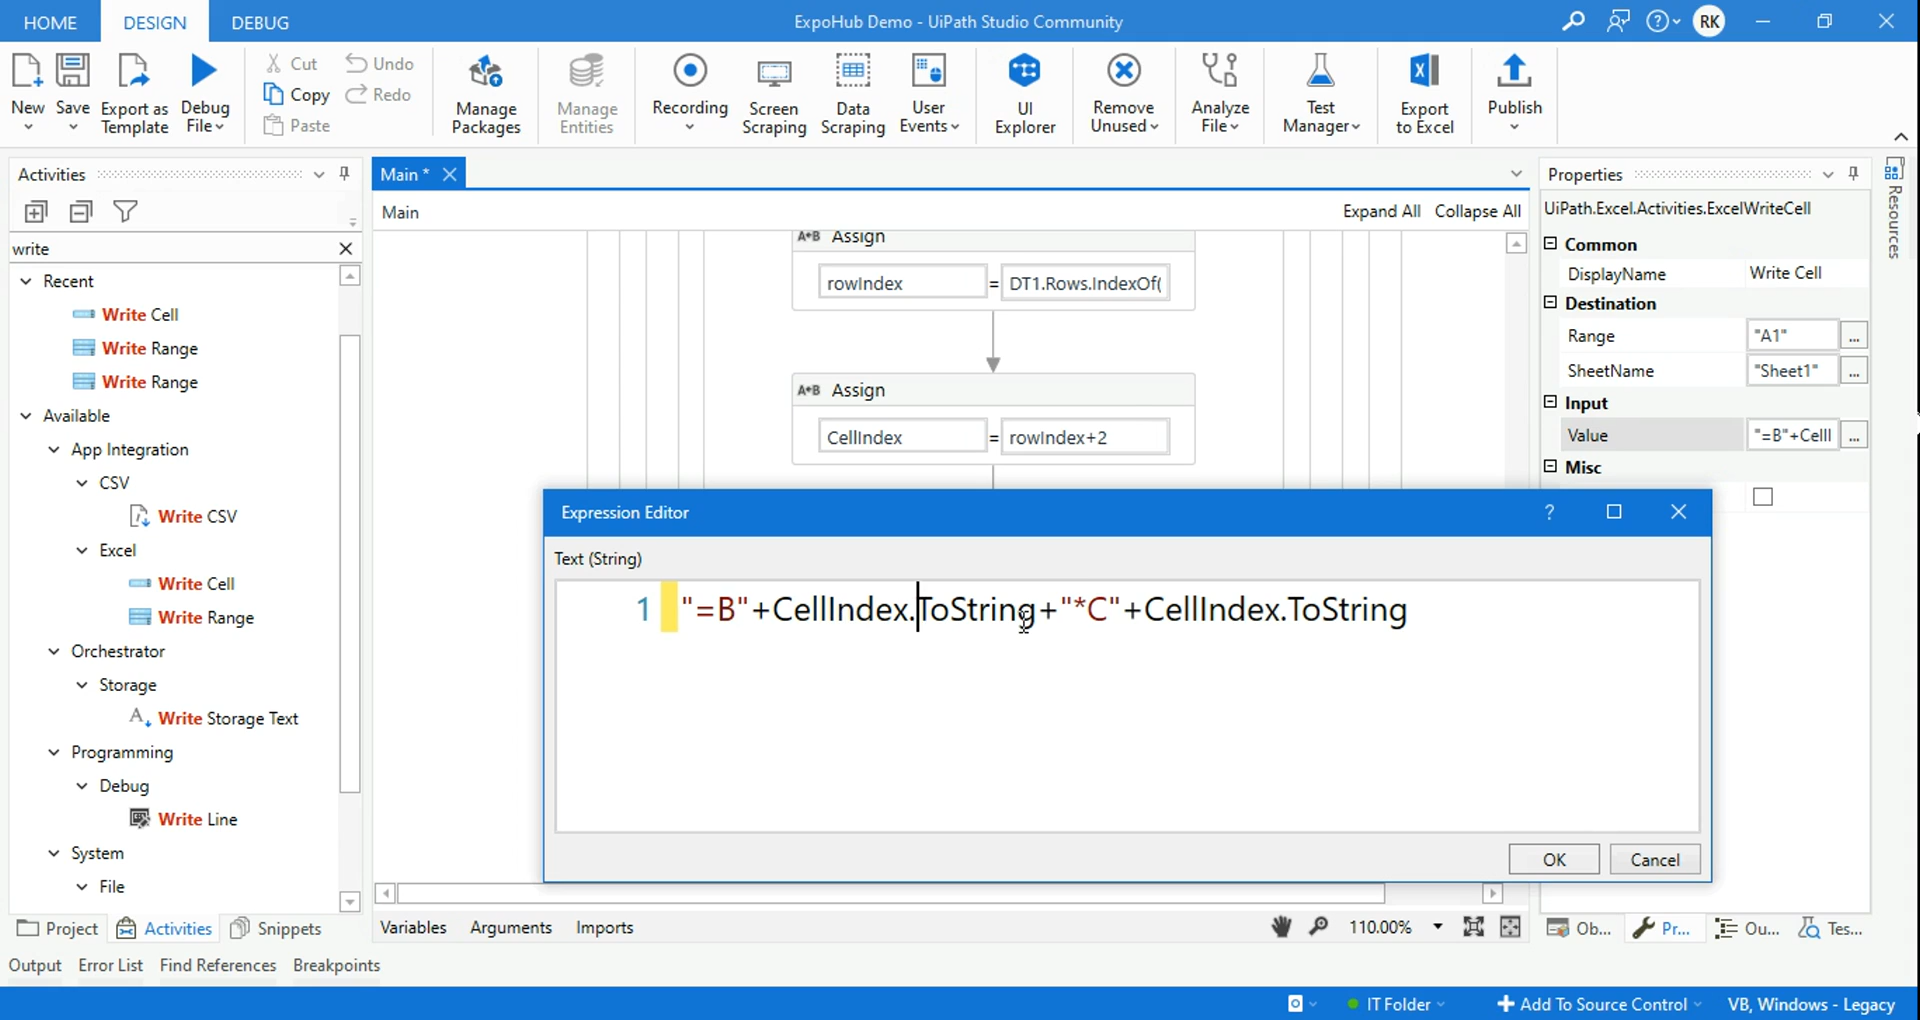 HOME DESIGN DEBUG ExpoHub Demo - UiPath Studio Community RK
New Save Export as Template Debug File Cut Copy Paste Undo Redo Manage Packages Manage Entities Recording Screen Scraping Data Scraping User Events UI Explorer Remove Unused Analyze File Test Manager Export to Excel Publish
Activities
write
Recent
Write Cell
Write Range
Write Range
Available
App Integration
CSV
Write CSV
Excel
Write Cell
Write Range
Orchestrator
Storage
Write Storage Text
Programming
Debug
Write Line
System
File
Project Activities Snippets
Main *
Main Expand All Collapse All
A*B Assign
rowIndex = DT1.Rows.IndexOf(
A*B Assign
CellIndex = rowIndex+2
Expression Editor ?
Text (String)
1 "=B"+CellIndex.ToString+"*C"+CellIndex.ToString
OK Cancel
Variables Arguments Imports 110.00%
Properties
UiPath.Excel.Activities.ExcelWriteCell
Common
DisplayName Write Cell
Destination
Range "A1" ...
SheetName "Sheet1" ...
Input
Value "=B"+CellI ...
Misc
Resources
Ob... Pr... Ou... Tes...
Output Error List Find References Breakpoints
IT Folder Add To Source Control VB, Windows - Legacy